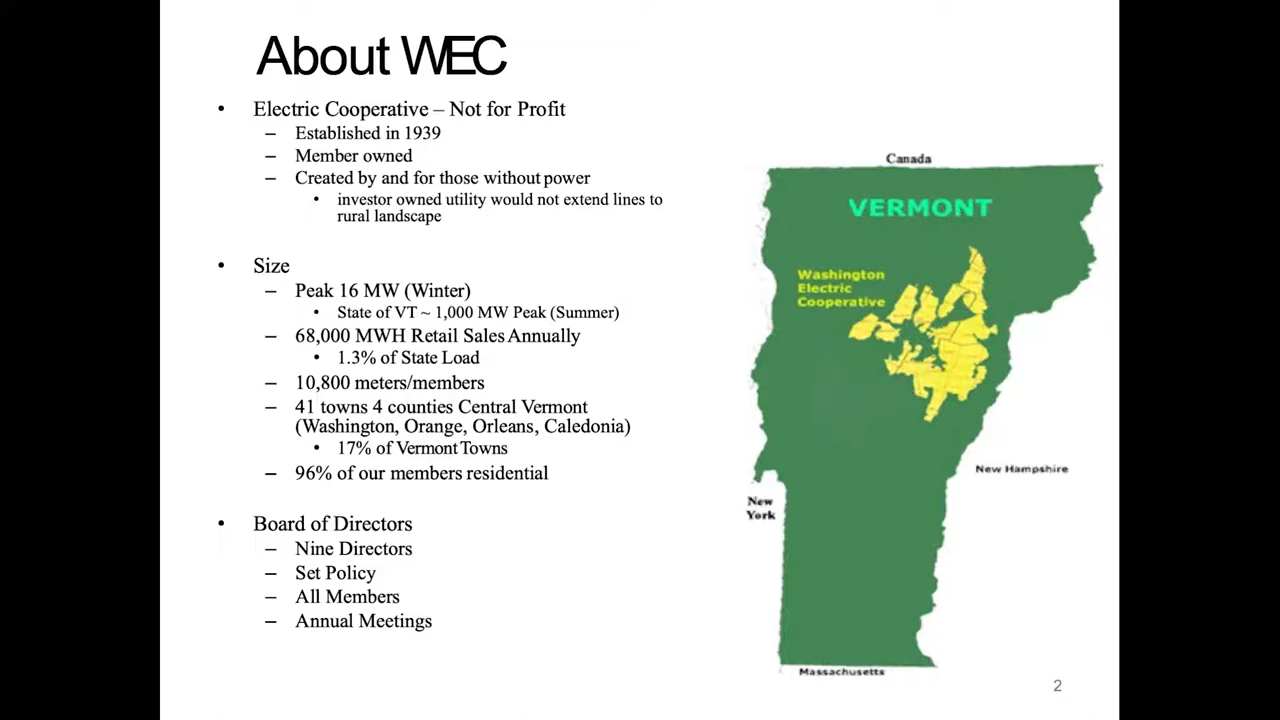 About WEC
• Electric Cooperative – Not for Profit
– Established in 1939
– Member owned
– Created by and for those without power
• investor owned utility would not extend lines to
rural landscape
• Size
– Peak 16 MW (Winter)
• State of VT ~ 1,000 MW Peak (Summer)
– 68,000 MWH Retail Sales Annually
• 1.3% of State Load
– 10,800 meters/members
– 41 towns 4 counties Central Vermont
(Washington, Orange, Orleans, Caledonia)
• 17% of Vermont Towns
– 96% of our members residential
• Board of Directors
– Nine Directors
– Set Policy
– All Members
– Annual Meetings
Canada
VERMONT
Washington
Electric
Cooperative
New Hampshire
New
York
Massachusetts
2